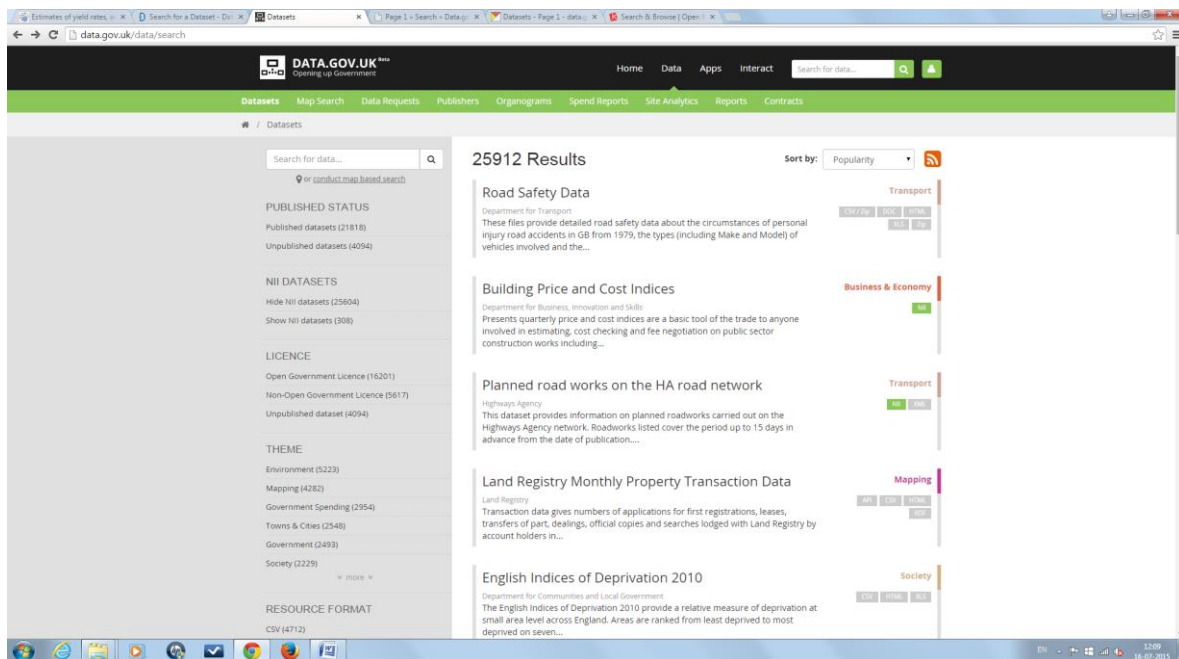 Estimates of yield rates,
Search for a Dataset - Da
Datasets
Page 1 » Search » Data.g
Datasets - Page 1 - data.g
Search & Browse | Open
data.gov.uk/data/search
DATA.GOV.UK Beta
Opening up Government
Home Data Apps Interact Search for data...
Datasets Map Search Data Requests Publishers Organograms Spend Reports Site Analytics Reports Contracts
/ Datasets
Search for data...
or conduct map based search
PUBLISHED STATUS
Published datasets (21818)
Unpublished datasets (4094)
NII DATASETS
Hide NII datasets (25604)
Show NII datasets (308)
LICENCE
Open Government Licence (16201)
Non-Open Government Licence (5617)
Unpublished dataset (4094)
THEME
Environment (5223)
Mapping (4282)
Government Spending (2954)
Towns & Cities (2548)
Government (2493)
Society (2229)
more
RESOURCE FORMAT
CSV (4712)
25912 Results
Sort by: Popularity
Road Safety Data
Transport
Department for Transport
CSV / Zip DOC HTML
XLS Zip
These files provide detailed road safety data about the circumstances of personal
injury road accidents in GB from 1979, the types (including Make and Model) of
vehicles involved and the...
Building Price and Cost Indices
Business & Economy
Department for Business, Innovation and Skills
NII
Presents quarterly price and cost indices are a basic tool of the trade to anyone
involved in estimating, cost checking and fee negotiation on public sector
construction works including...
Planned road works on the HA road network
Transport
Highways Agency
NII XML
This dataset provides information on planned roadworks carried out on the
Highways Agency network. Roadworks listed cover the period up to 15 days in
advance from the date of publication....
Land Registry Monthly Property Transaction Data
Mapping
Land Registry
API CSV HTML
RDF
Transaction data gives numbers of applications for first registrations, leases,
transfers of part, dealings, official copies and searches lodged with Land Registry by
account holders in...
English Indices of Deprivation 2010
Society
Department for Communities and Local Government
CSV HTML XLS
The English Indices of Deprivation 2010 provide a relative measure of deprivation at
small area level across England. Areas are ranked from least deprived to most
deprived on seven...
EN
12:09
16-07-2015